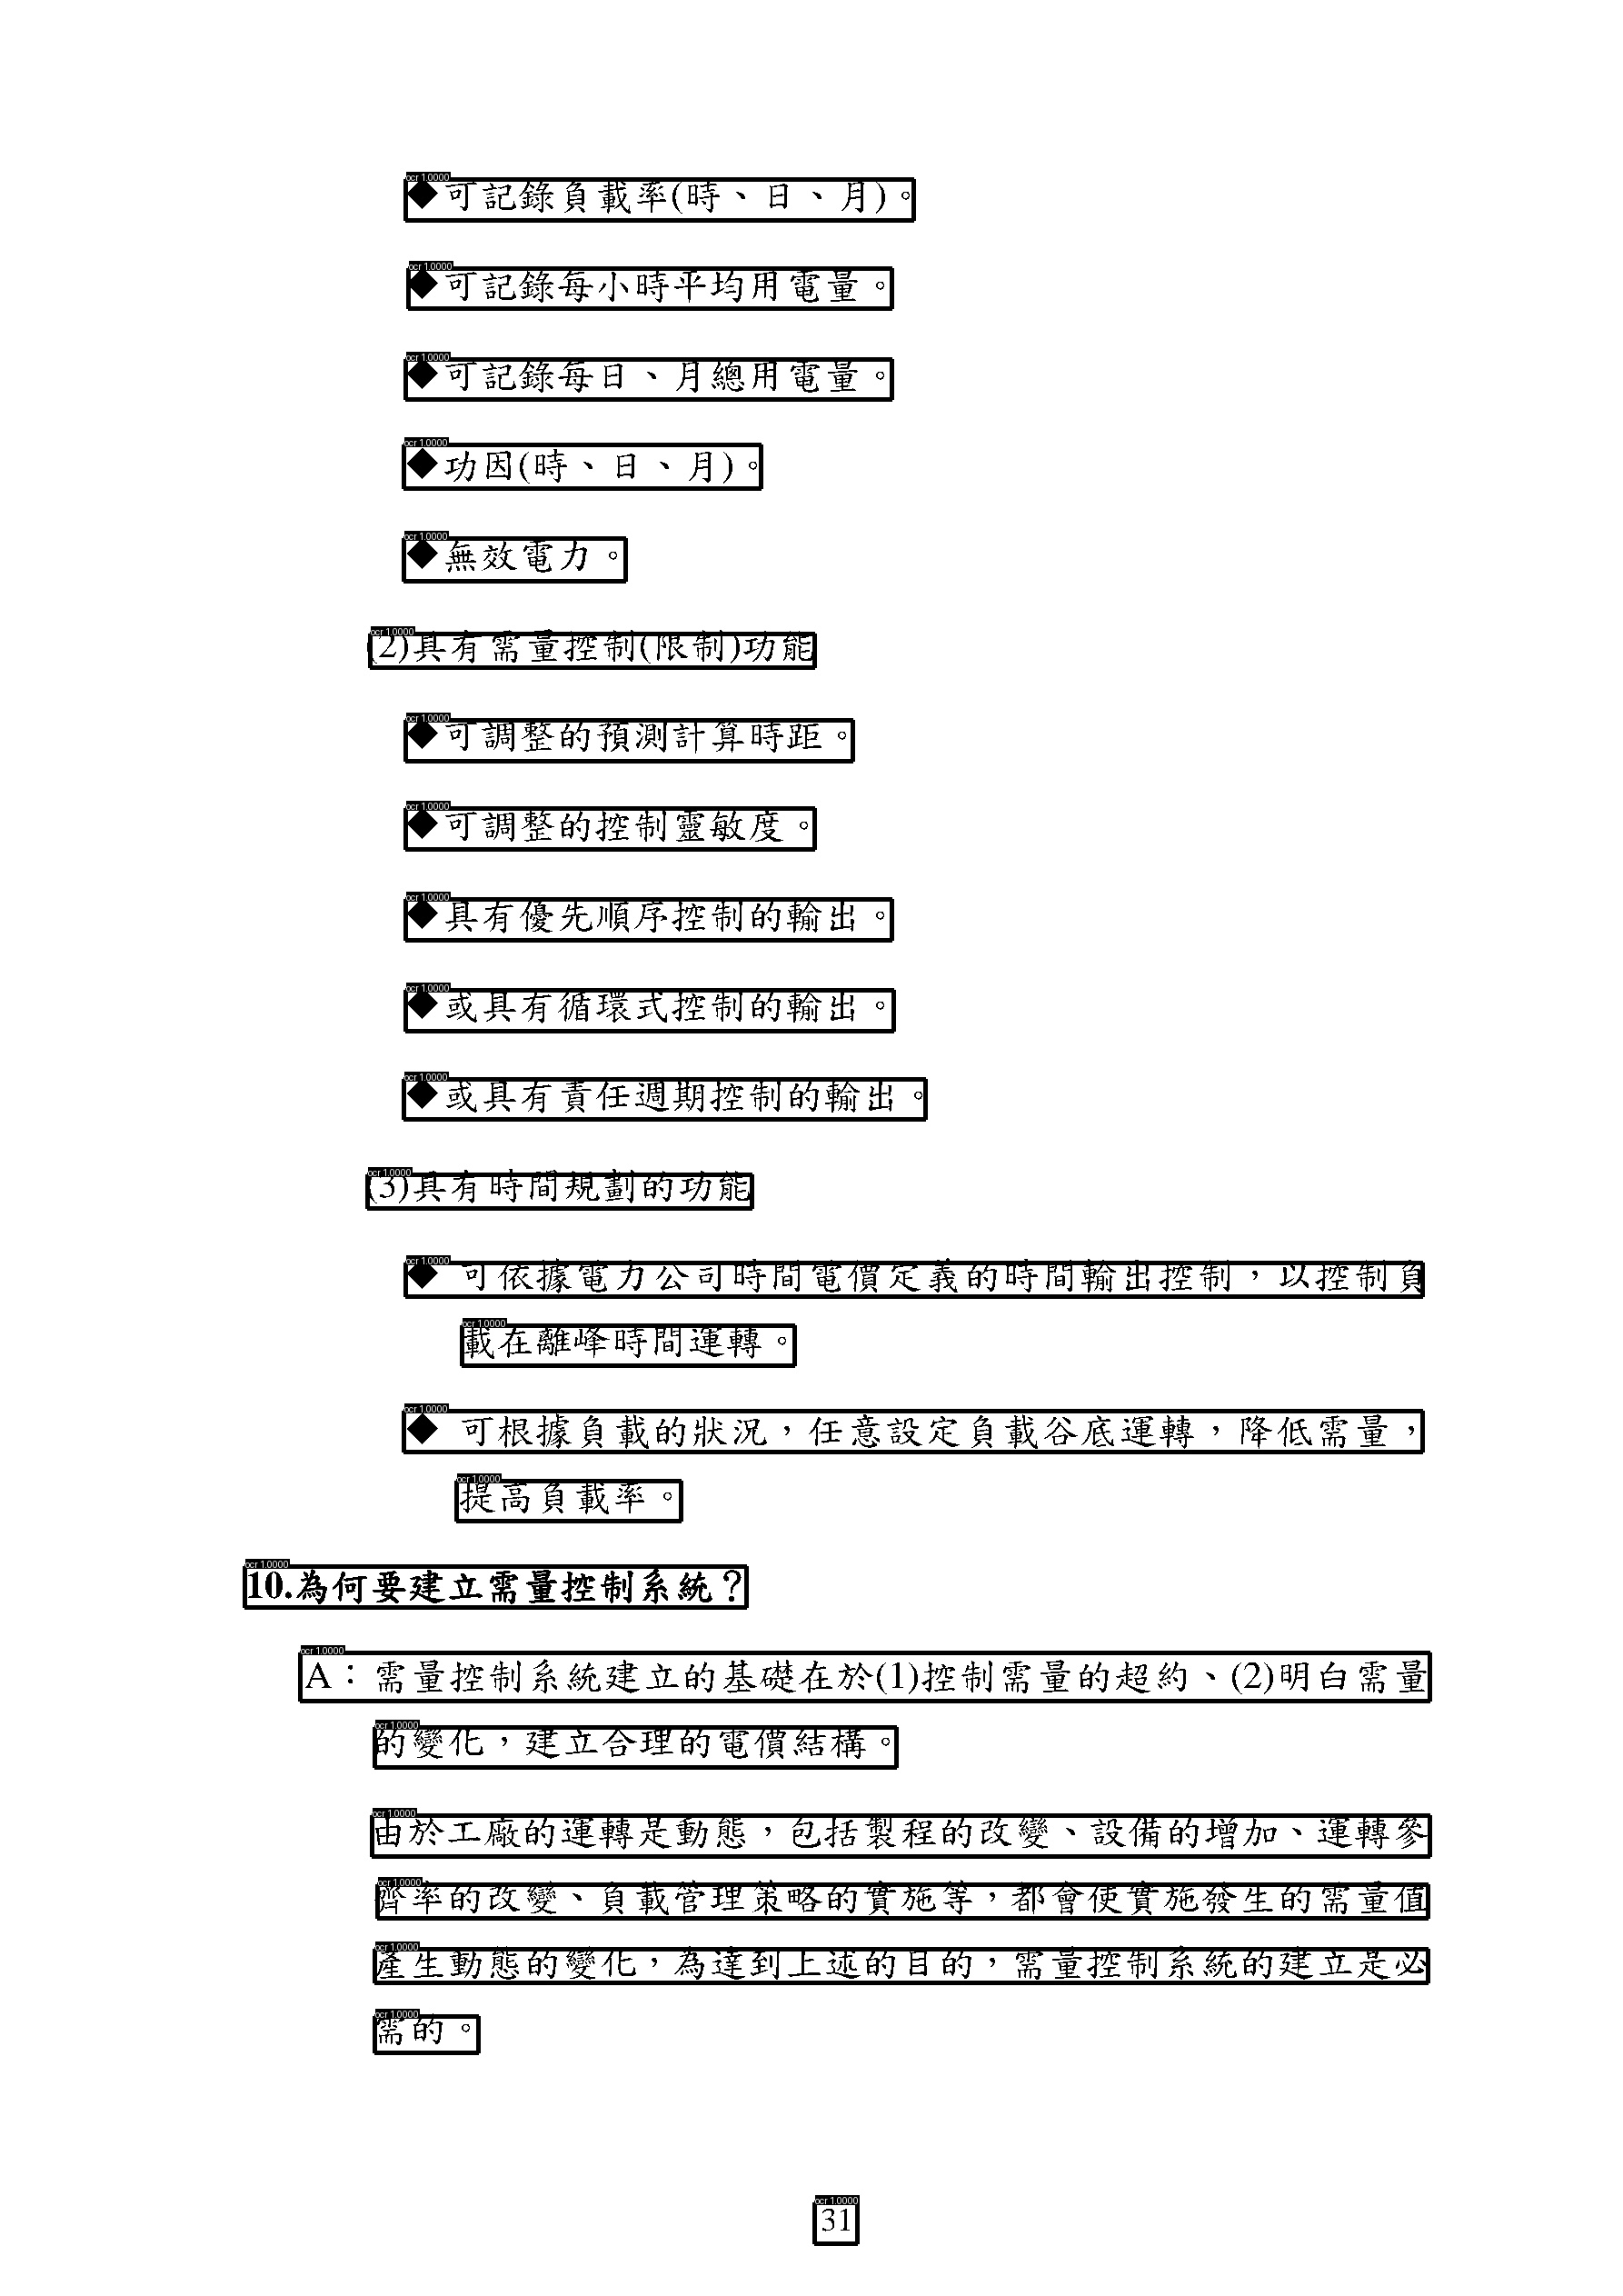 ◆可記錄負載率(時、日、月)。
◆可記錄每小時平均用電量。
◆可記錄每日、月總用電量。
◆功因(時、日、月)。
◆無效電力。
(2)具有需量控制(限制)功能
◆可調整的預測計算時距。
◆可調整的控制靈敏度。
◆具有優先順序控制的輸出。
◆或具有循環式控制的輸出。
◆或具有責任週期控制的輸出。
(3)具有時間規劃的功能
◆ 可依據電力公司時間電價定義的時間輸出控制，以控制負
載在離峰時間運轉。
◆ 可根據負載的狀況，任意設定負載谷底運轉，降低需量，
提高負載率。
10.為何要建立需量控制系統？
A：需量控制系統建立的基礎在於(1)控制需量的超約、(2)明白需量
的變化，建立合理的電價結構。
由於工廠的運轉是動態，包括製程的改變、設備的增加、運轉參
齊率的改變、負載管理策略的實施等，都會使實施發生的需量值
產生動態的變化，為達到上述的目的，需量控制系統的建立是必
需的。
31